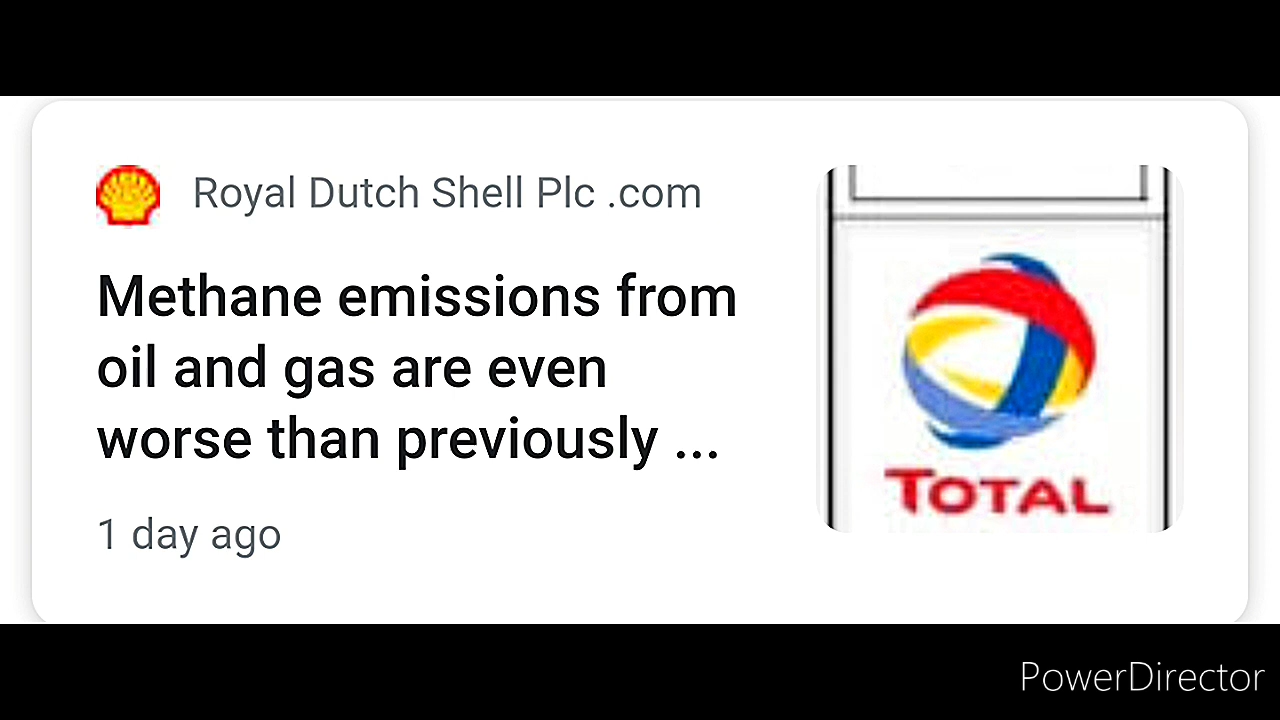 Royal Dutch Shell Plc .com
Methane emissions from
oil and gas are even
worse than previously ...
1 day ago
TOTAL
PowerDirector